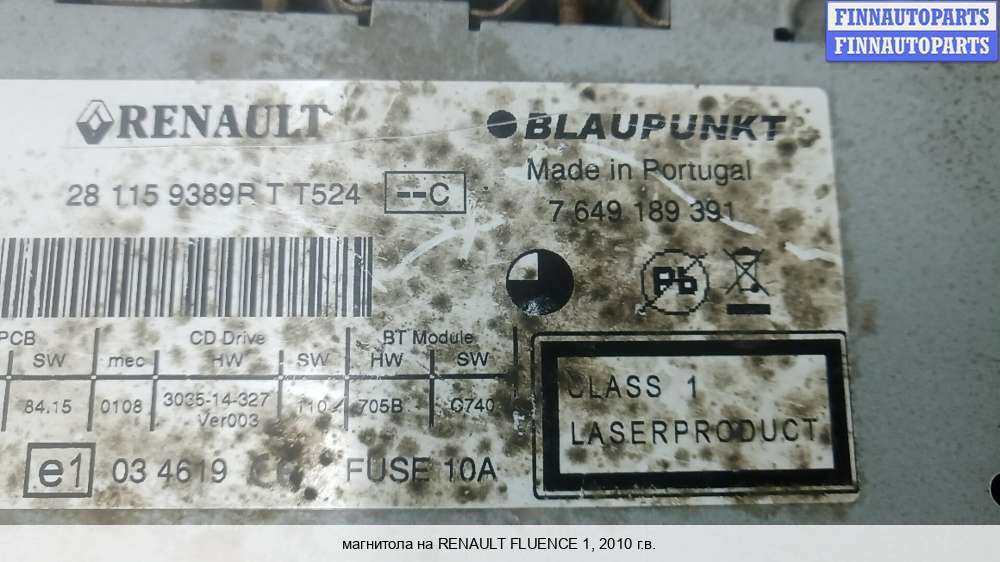 FINNAUTOPARTS
FINNAUTOPARTS
RENAULT
BLAUPUNKT
Made in Portugal
28 115 9389R T T524
--C
7 649 189 391
Pb
PCB
CD Drive
BT Module
SW
mec
HW
SW
HW
SW
84.15
0108
3035-14-327
Ver003
705B
G740
CLASS 1
LASERPRODUCT
e1
03 4619
FUSE 10A
магнитола на RENAULT FLUENCE 1, 2010 г.в.